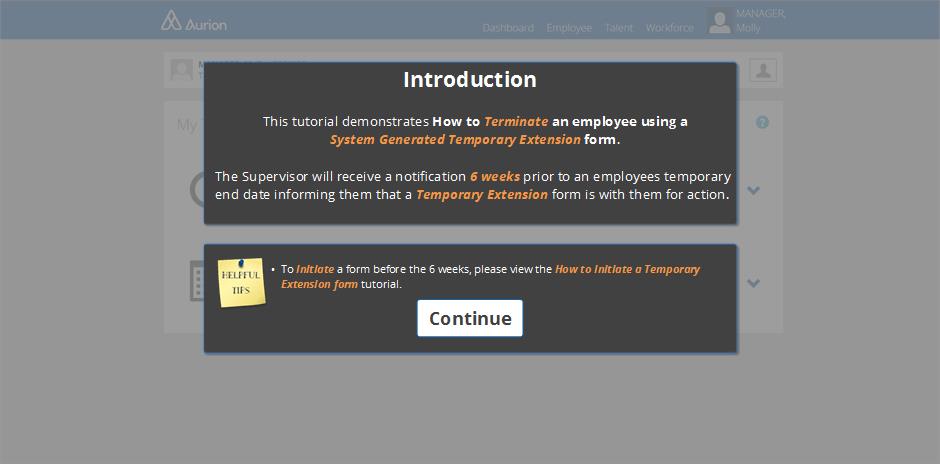 Aurion
Dashboard Employee Talent Workforce
MANAGER,
Molly
Introduction
My
This tutorial demonstrates How to Terminate an employee using a
System Generated Temporary Extension form.
The Supervisor will receive a notification 6 weeks prior to an employees temporary
end date informing them that a Temporary Extension form is with them for action.
HELPFUL
TIPS
• To Initiate a form before the 6 weeks, please view the How to Initiate a Temporary
Extension form tutorial.
Continue